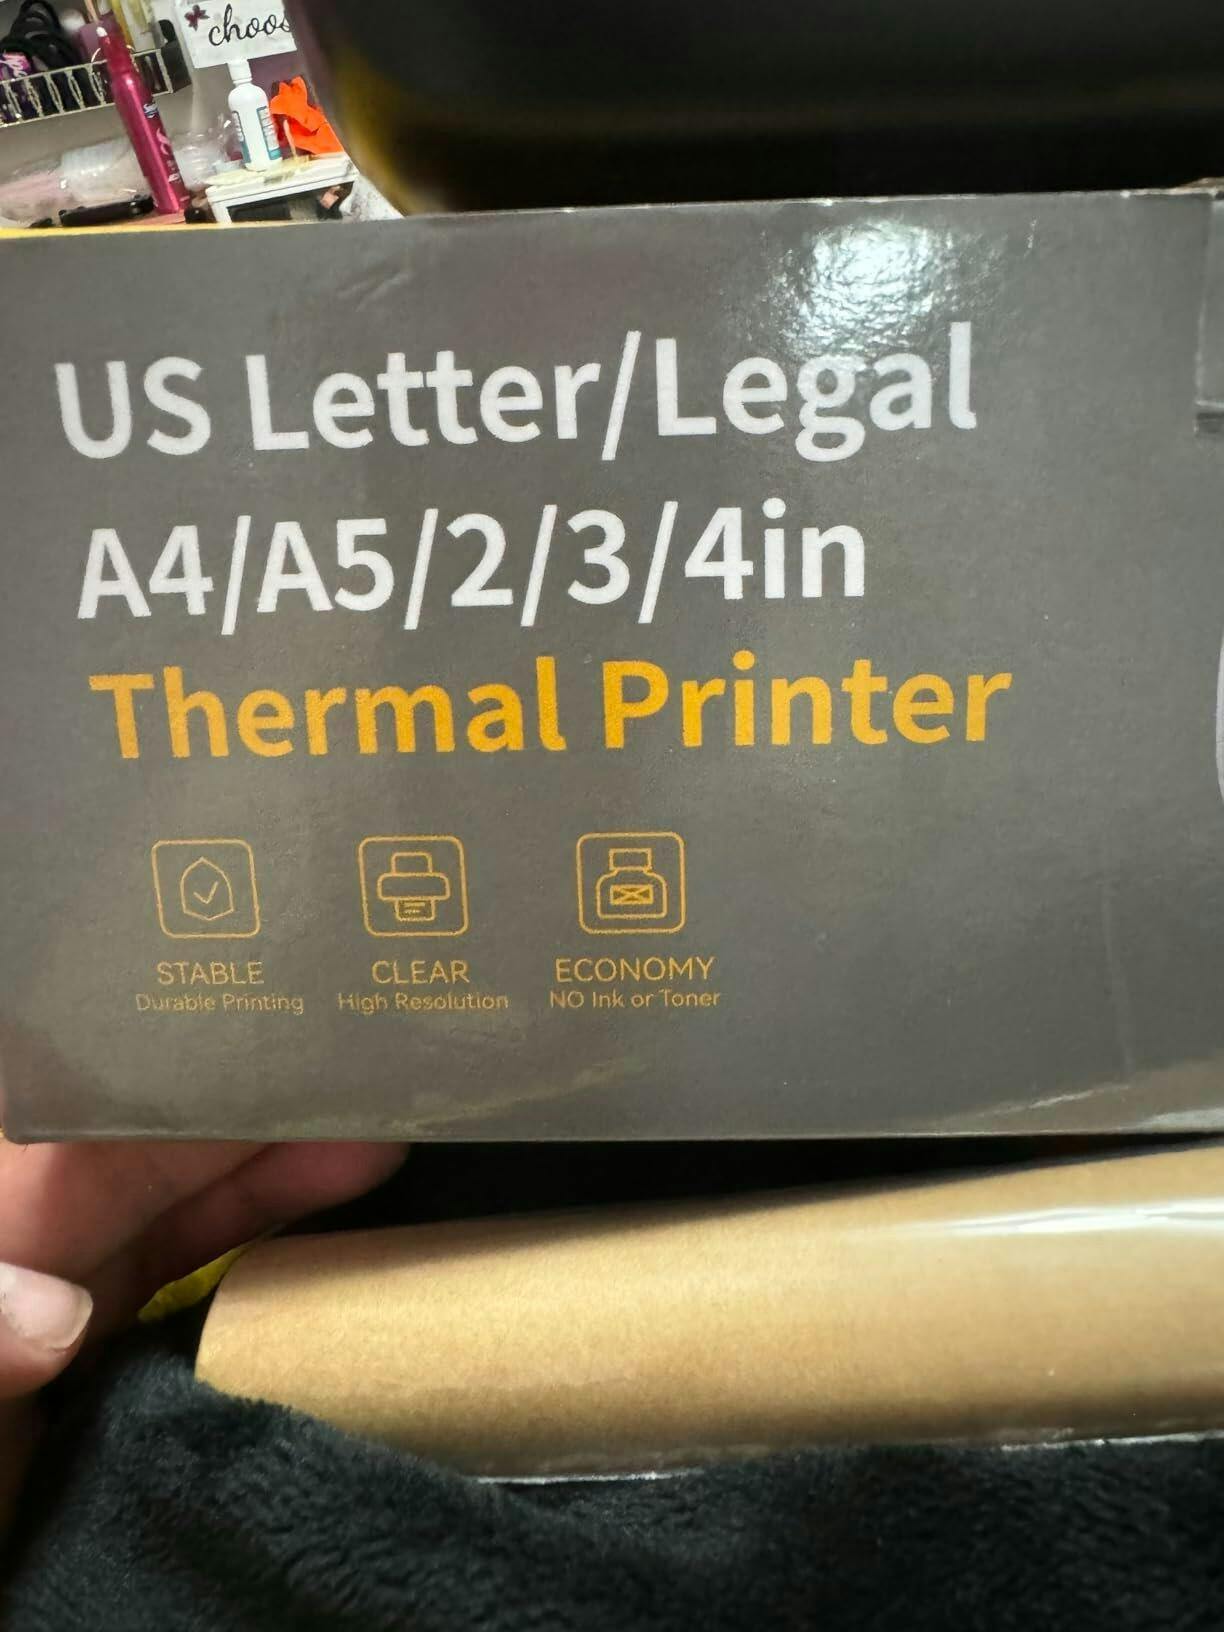 choos
US Letter/Legal
A4/A5/2/3/4in
Thermal Printer
STABLE CLEAR ECONOMY
Durable Printing High Resolution NO Ink or Toner